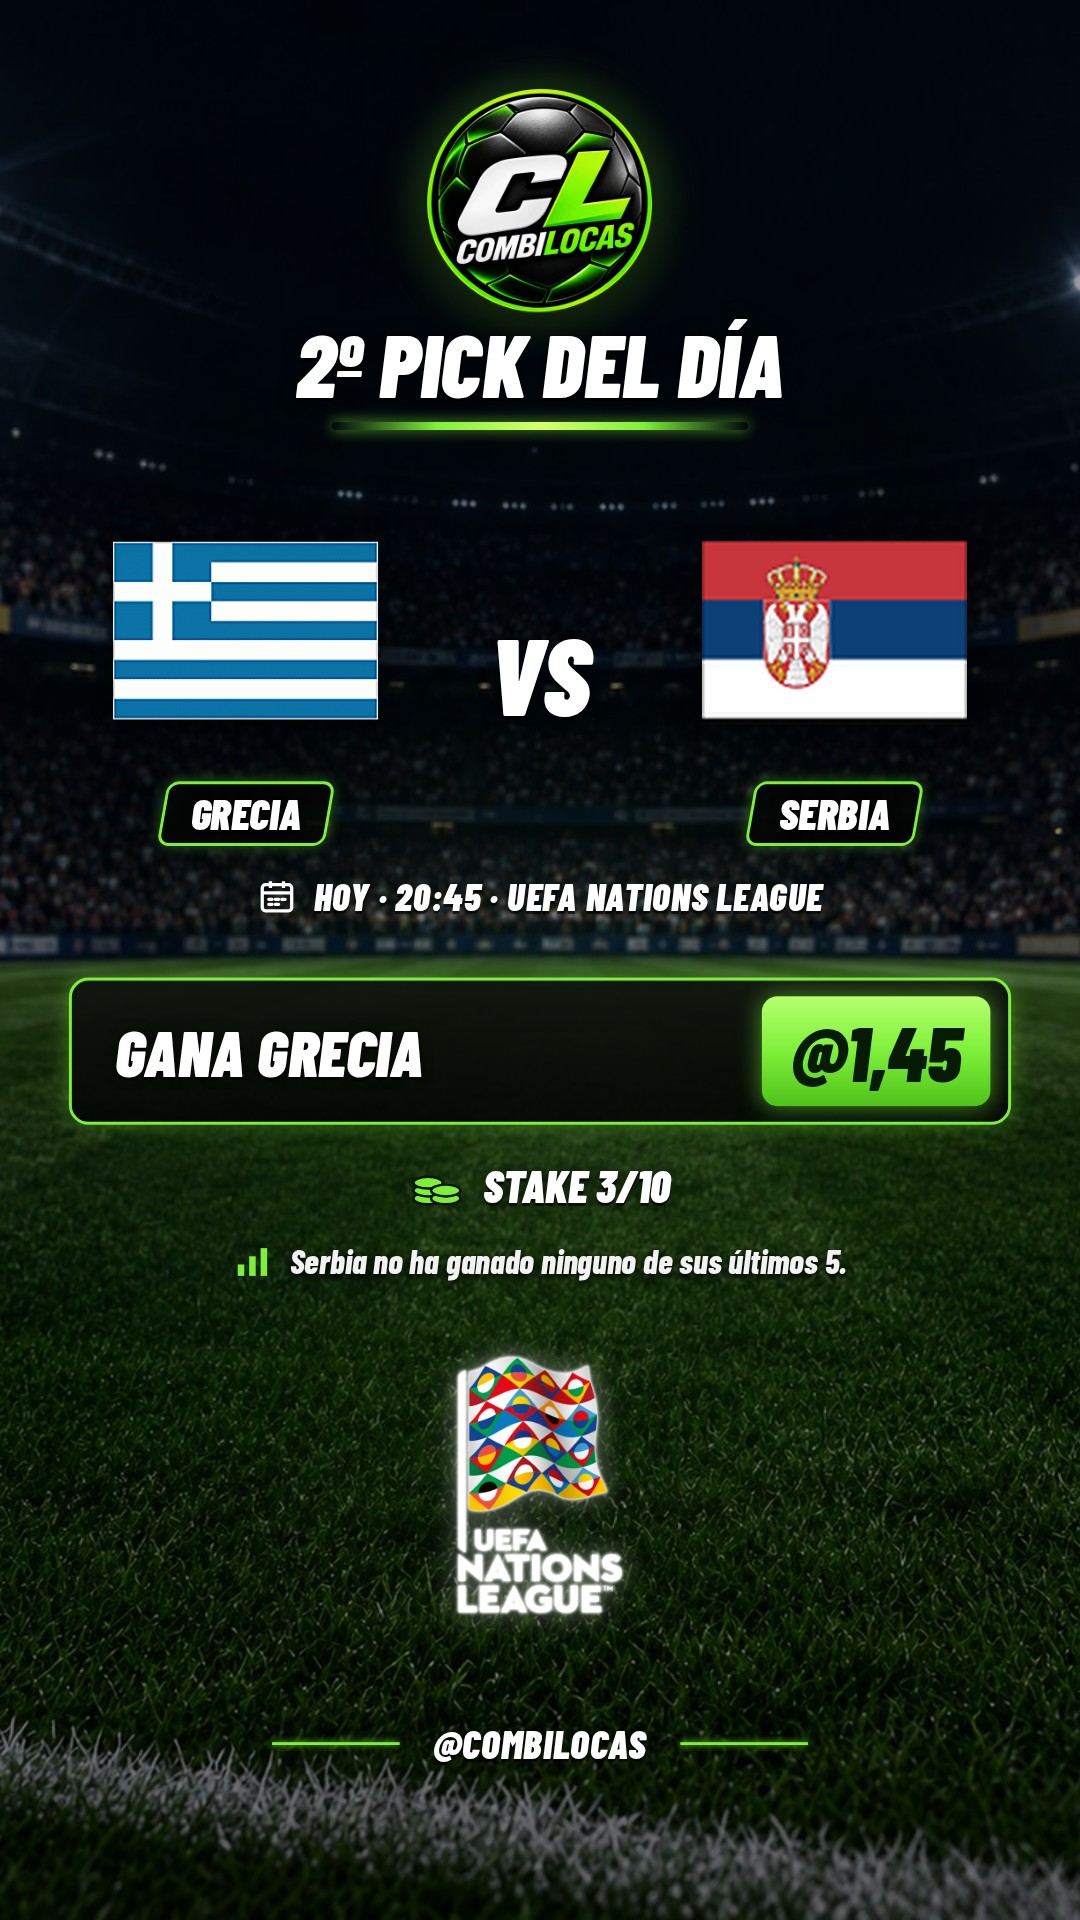 CL
COMBILOCAS
2º PICK DEL DÍA
VS
GRECIA
SERBIA
HOY · 20:45 · UEFA NATIONS LEAGUE
GANA GRECIA
@1,45
STAKE 3/10
Serbia no ha ganado ninguno de sus últimos 5.
UEFA
NATIONS
LEAGUE™
@COMBILOCAS